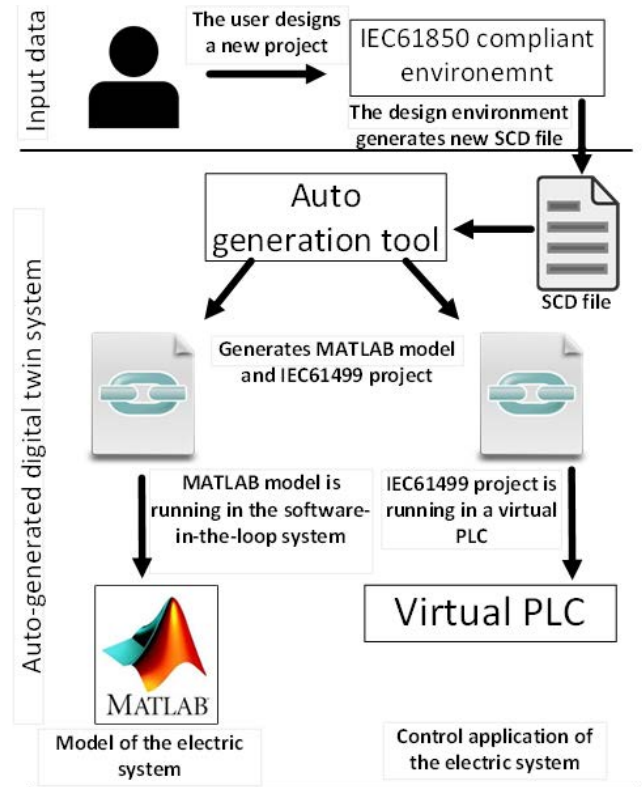 Input data
The user designs
a new project
IEC61850 compliant
environemnt
The design environment
generates new SCD file
Auto-generated digital twin system
Auto
generation tool
SCD file
Generates MATLAB model
and IEC61499 project
MATLAB model is
running in the software-
in-the-loop system
IEC61499 project is
running in a virtual
PLC
MATLAB
Virtual PLC
Model of the electric
system
Control application of
the electric system